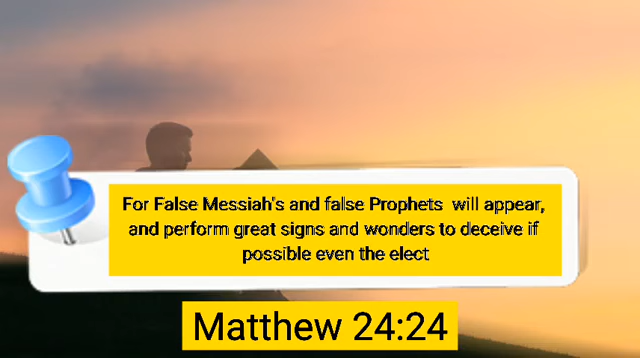 For False Messiah's and false Prophets will appear,
and perform great signs and wonders to deceive if
possible even the elect
Matthew 24:24